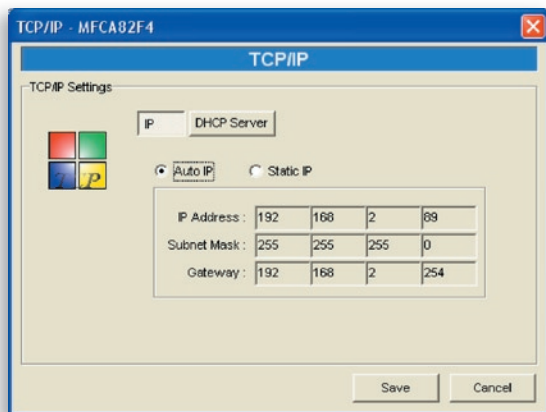 TCP/IP - MFCA82F4
TCP/IP
TCP/IP Settings
IP DHCP Server
Auto IP Static IP
IP Address : 192 168 2 89
Subnet Mask : 255 255 255 0
Gateway : 192 168 2 254
Save Cancel